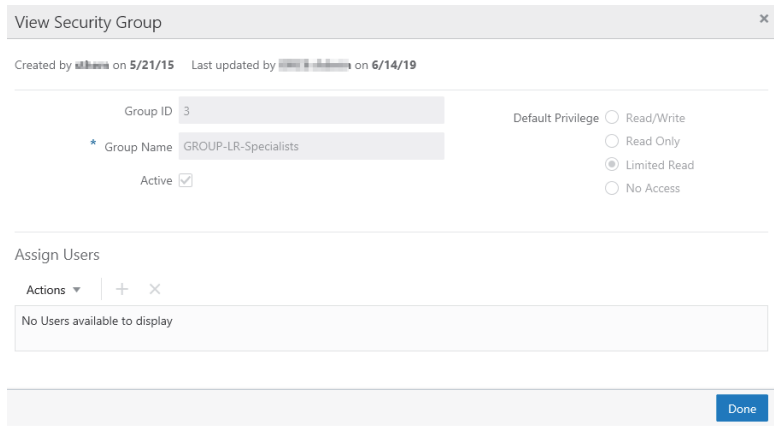 View Security Group
Created by on 5/21/15 Last updated by on 6/14/19
Group ID 3
* Group Name GROUP-LR-Specialists
Active
Default Privilege Read/Write
Read Only
Limited Read
No Access
Assign Users
Actions
No Users available to display
Done